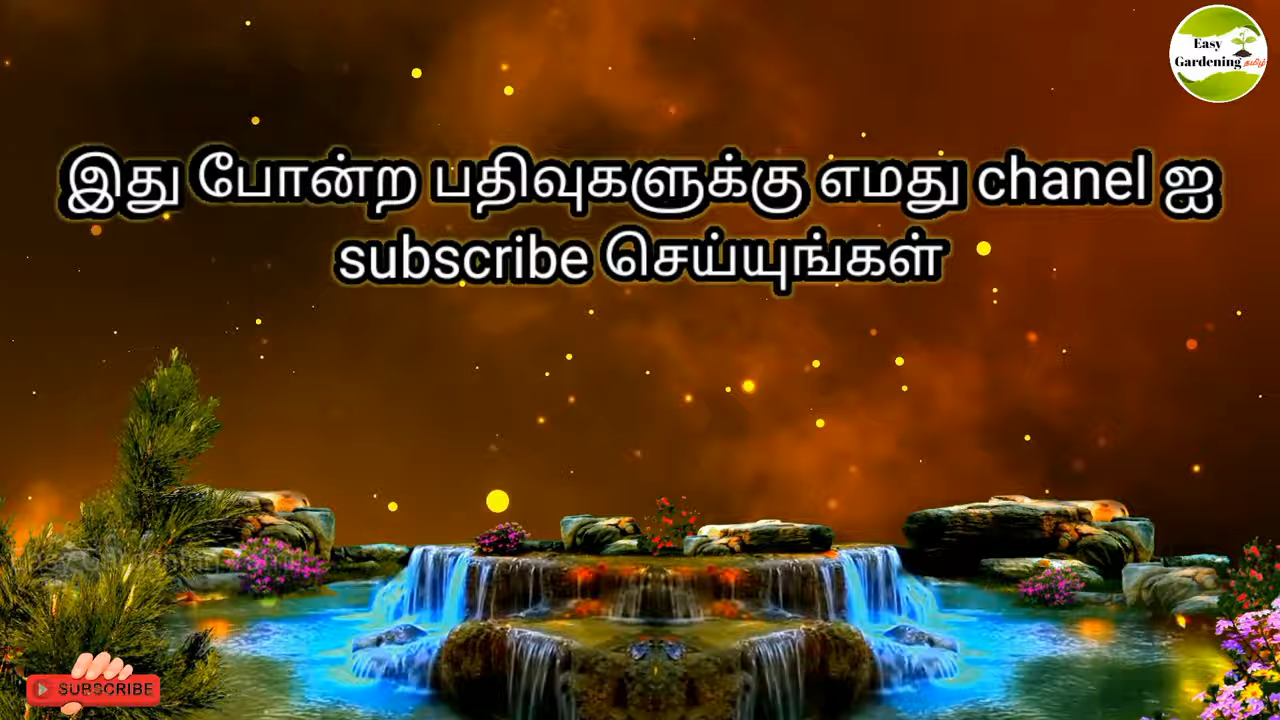 Easy
Gardening தமிழ்
இது போன்ற பதிவுகளுக்கு எமது chanel ஐ
subscribe செய்யுங்கள்
SUBSCRIBE